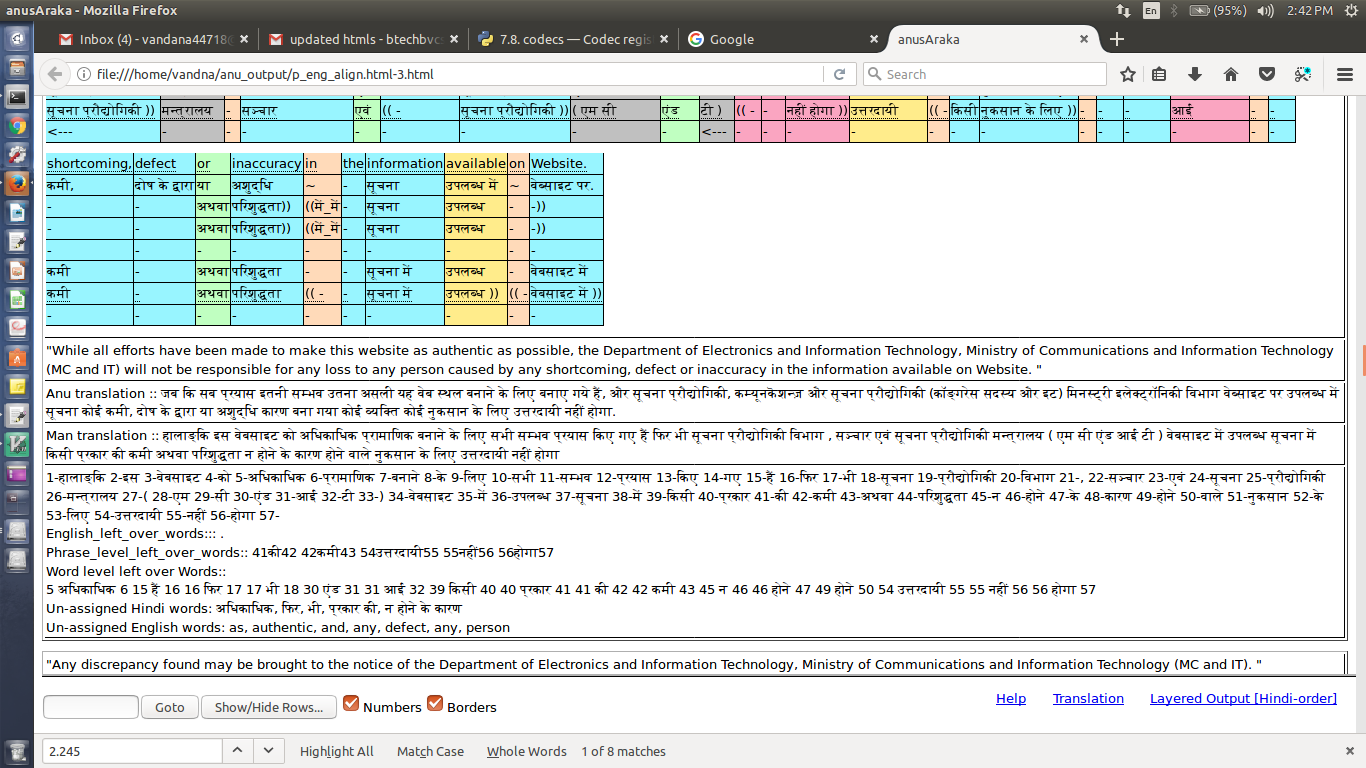 anusAraka - Mozilla Firefox
En (95%) 2:42 PM
Inbox (4) - vandana44718@
updated htmls - btechbvcs
7.8. codecs — Codec regis
Google
anusAraka
file:///home/vandna/anu_output/p_eng_align.html-3.html
Search
सूचना प्रौद्योगिकी )) मन्त्रालय - सञ्चार एवं (( - सूचना प्रौद्योगिकी )) ( एम सी एंड टी ) (( - - नहीं होगा )) उत्तरदायी (( - किसी नुकसान के लिए )) - - - आई - -
<--- - - - - - - - - <--- - - - - - - - - - - - - -
shortcoming, defect or inaccuracy in the information available on Website.
कमी, दोष के द्वारा या अशुद्धि ~ - सूचना उपलब्ध में ~ वेब्साइट पर.
- - अथवा परिशुद्धता)) ((में_में - सूचना उपलब्ध - -))
- - अथवा परिशुद्धता)) ((में_में - सूचना उपलब्ध - -))
- - - - - - - - - -
कमी - अथवा परिशुद्धता - - सूचना में उपलब्ध - वेबसाइट में
कमी - अथवा परिशुद्धता (( - - सूचना में उपलब्ध )) (( - वेबसाइट में ))
- - - - - - - - - -
"While all efforts have been made to make this website as authentic as possible, the Department of Electronics and Information Technology, Ministry of Communications and Information Technology
(MC and IT) will not be responsible for any loss to any person caused by any shortcoming, defect or inaccuracy in the information available on Website. "
Anu translation :: जब कि सब प्रयास इतनी सम्भव उतना असली यह वेब स्थल बनाने के लिए बनाए गये हैं, और सूचना प्रौद्योगिकी, कम्यूनकेशन्ज़ और सूचना प्रौद्योगिकी (कॉङ्गरेस सदस्य और इट) मिनस्ट्री इलेक्ट्रॉनिकी विभाग वेब्साइट पर उपलब्ध में
सूचना कोई कमी, दोष के द्वारा या अशुद्धि कारण बना गया कोई व्यक्ति कोई नुकसान के लिए उत्तरदायी नहीं होगा.
Man translation :: हालाङ्कि इस वेबसाइट को अधिकाधिक प्रामाणिक बनाने के लिए सभी सम्भव प्रयास किए गए हैं फिर भी सूचना प्रौद्योगिकी विभाग , सञ्चार एवं सूचना प्रौद्योगिकी मन्त्रालय ( एम सी एंड आई टी ) वेबसाइट में उपलब्ध सूचना में
किसी प्रकार की कमी अथवा परिशुद्धता न होने के कारण होने वाले नुकसान के लिए उत्तरदायी नहीं होगा
1-हालाङ्कि 2-इस 3-वेबसाइट 4-को 5-अधिकाधिक 6-प्रामाणिक 7-बनाने 8-के 9-लिए 10-सभी 11-सम्भव 12-प्रयास 13-किए 14-गए 15-हैं 16-फिर 17-भी 18-सूचना 19-प्रौद्योगिकी 20-विभाग 21-, 22-सञ्चार 23-एवं 24-सूचना 25-प्रौद्योगिकी
26-मन्त्रालय 27-( 28-एम 29-सी 30-एंड 31-आई 32-टी 33-) 34-वेबसाइट 35-में 36-उपलब्ध 37-सूचना 38-में 39-किसी 40-प्रकार 41-की 42-कमी 43-अथवा 44-परिशुद्धता 45-न 46-होने 47-के 48-कारण 49-होने 50-वाले 51-नुकसान 52-के
53-लिए 54-उत्तरदायी 55-नहीं 56-होगा 57-
English_left_over_words::: .
Phrase_level_left_over_words:: 41की42 42कमी43 54उत्तरदायी55 55नहीं56 56होगा57
Word level left over Words::
5 अधिकाधिक 6 15 हैं 16 16 फिर 17 17 भी 18 30 एंड 31 31 आई 32 39 किसी 40 40 प्रकार 41 41 की 42 42 कमी 43 45 न 46 46 होने 47 49 होने 50 54 उत्तरदायी 55 55 नहीं 56 56 होगा 57
Un-assigned Hindi words: अधिकाधिक, फिर, भी, प्रकार की, न होने के कारण
Un-assigned English words: as, authentic, and, any, defect, any, person
"Any discrepancy found may be brought to the notice of the Department of Electronics and Information Technology, Ministry of Communications and Information Technology (MC and IT). "
Goto Show/Hide Rows... Numbers Borders Help Translation Layered Output [Hindi-order]
2.245 Highlight All Match Case Whole Words 1 of 8 matches